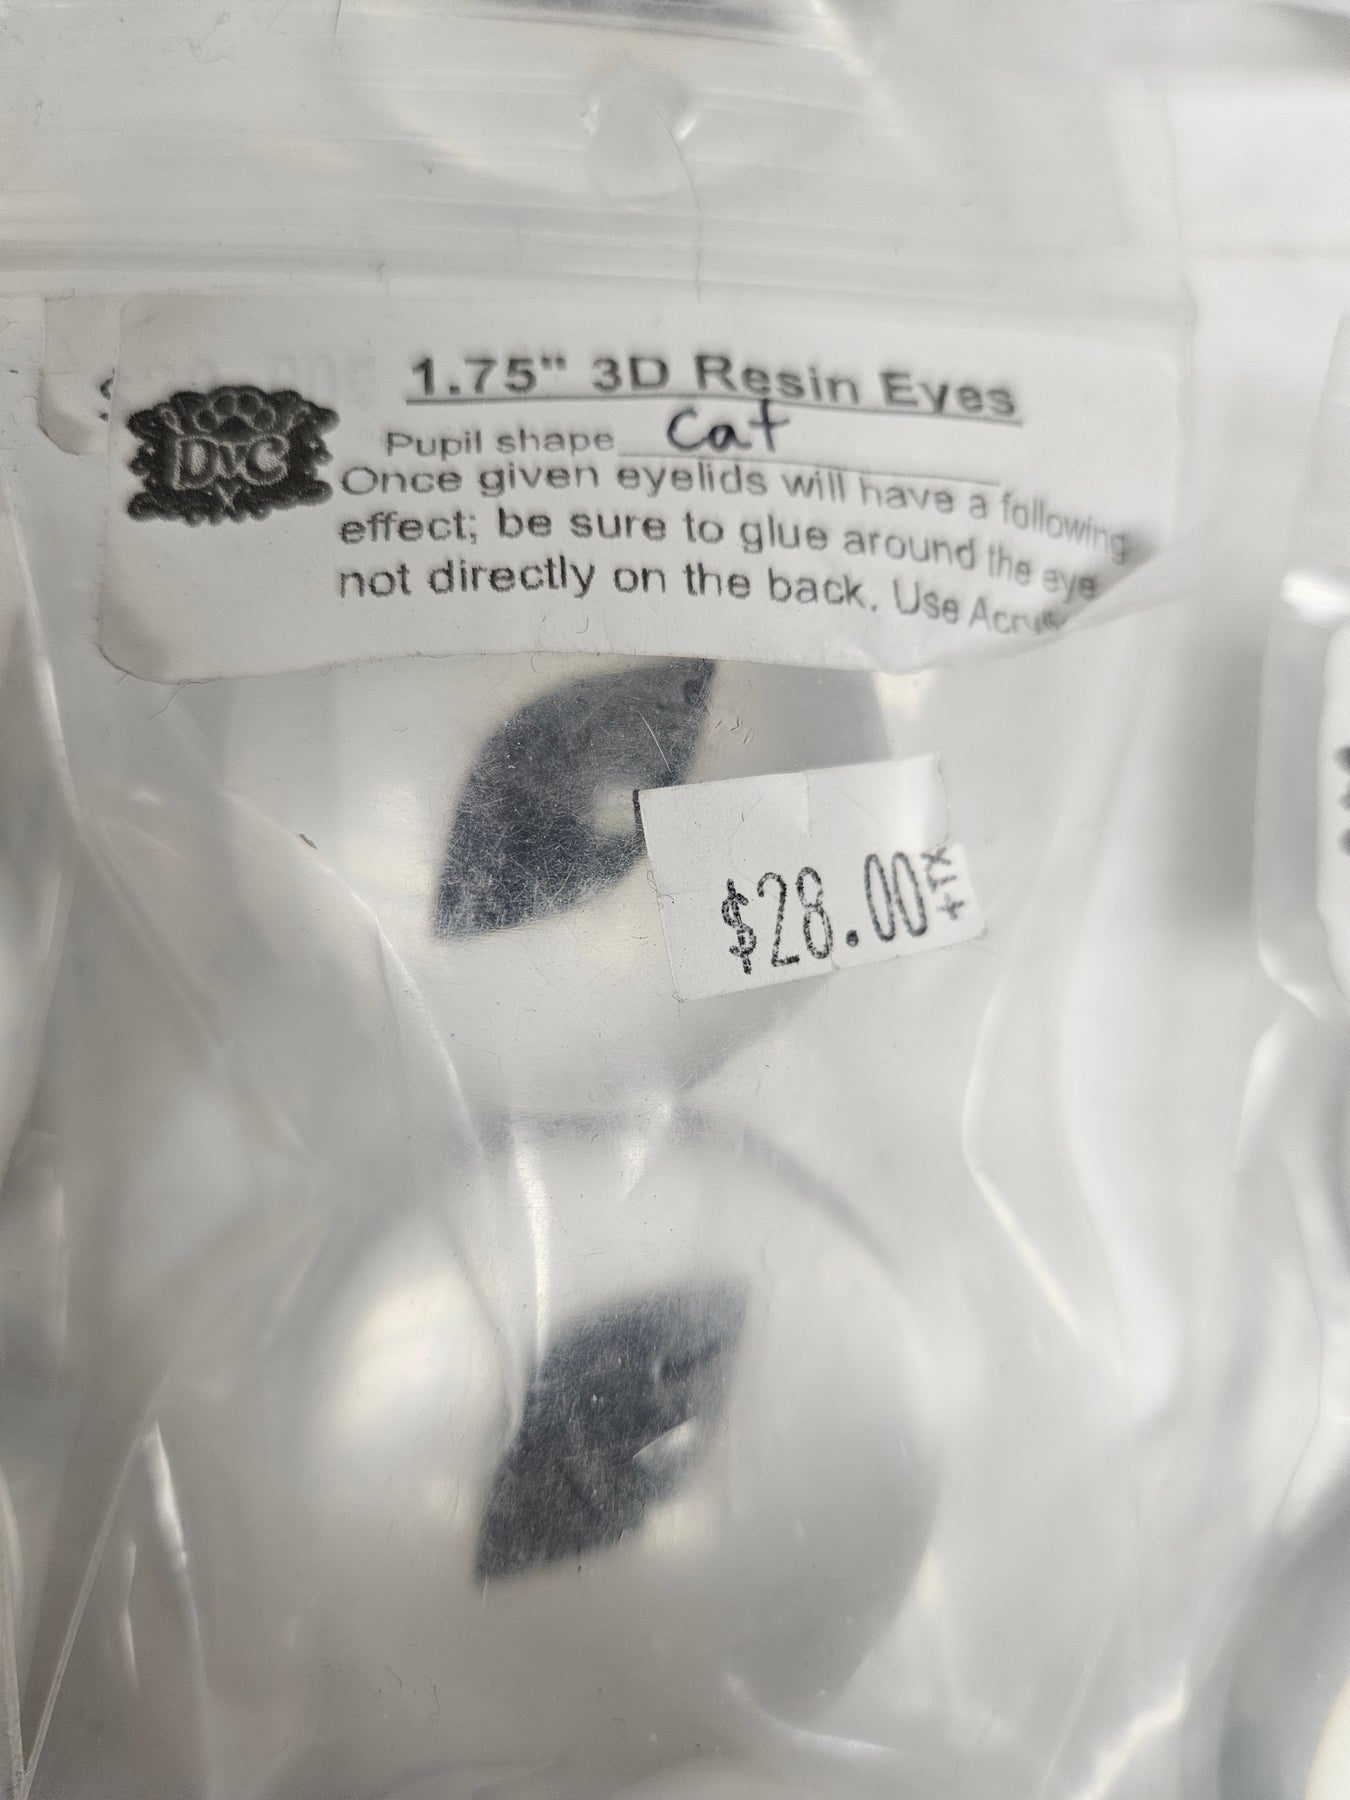 1.75" 3D Resin Eyes
DVC
Pupil shape cat
Once given eyelids will have a following
effect; be sure to glue around the eye
not directly on the back. Use
$28.00
+TX